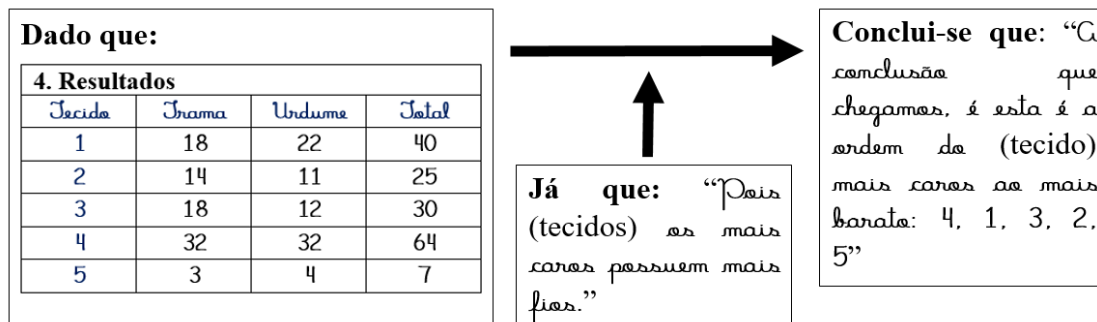 Dado que:
4. Resultados
Tecido Trama Urdume Total
1 18 22 40
2 14 11 25
3 18 12 30
4 32 32 64
5 3 4 7
Já que: “Pois
(tecidos) os mais
caros possuem mais
fios.”
Conclui-se que: “A
conclusão que
chegamos, é esta é a
ordem do (tecido)
mais caros ao mais
barato: 4, 1, 3, 2,
5”